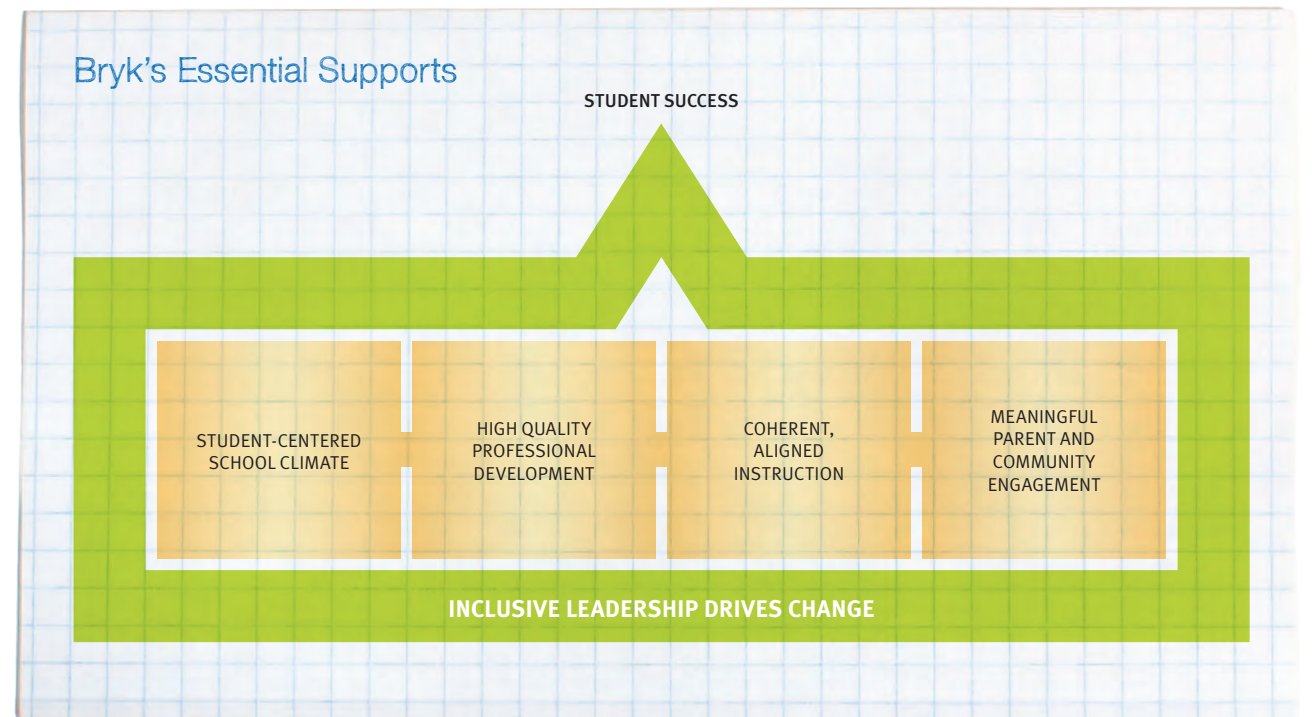 Bryk's Essential Supports
STUDENT SUCCESS
STUDENT-CENTERED
SCHOOL CLIMATE
HIGH QUALITY
PROFESSIONAL
DEVELOPMENT
COHERENT,
ALIGNED
INSTRUCTION
MEANINGFUL
PARENT AND
COMMUNITY
ENGAGEMENT
INCLUSIVE LEADERSHIP DRIVES CHANGE